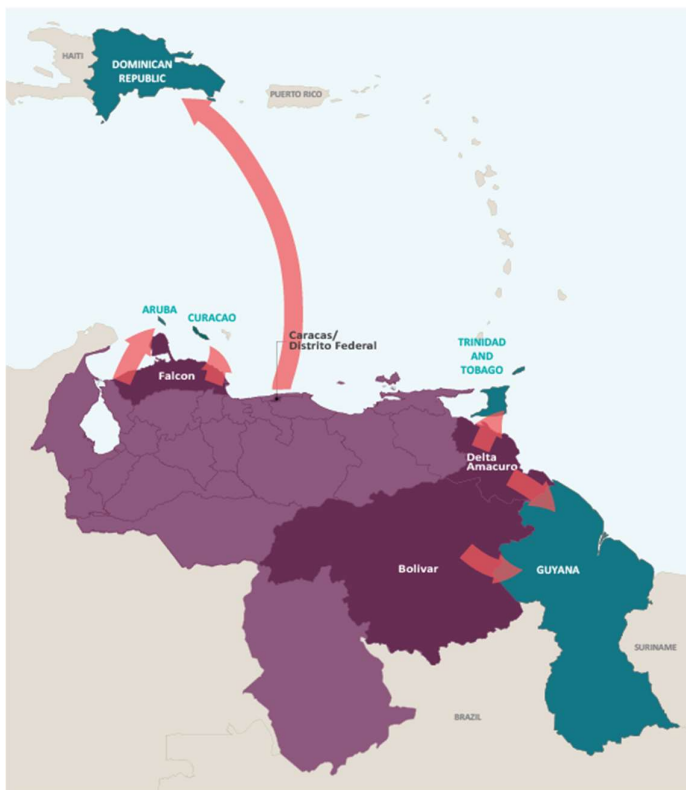 HAITI
DOMINICAN
REPUBLIC
PUERTO RICO
ARUBA
CURACAO
Caracas/
Distrito Federal
TRINIDAD
AND
TOBAGO
Falcon
Delta
Amacuro
Bolivar
GUYANA
SURINAME
BRAZIL